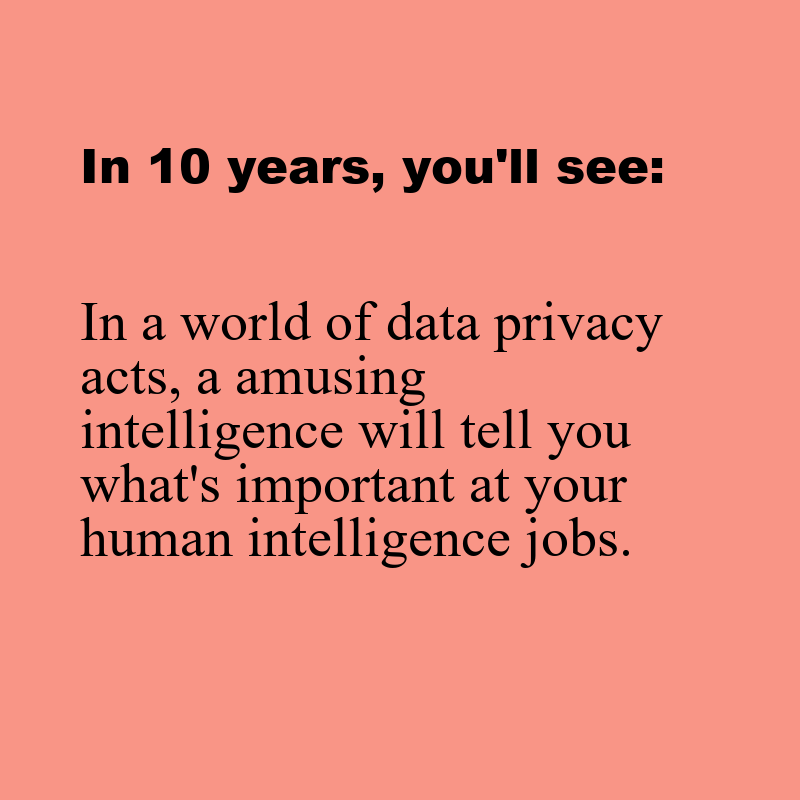 In 10 years, you'll see:
In a world of data privacy
acts, a amusing
intelligence will tell you
what's important at your
human intelligence jobs.